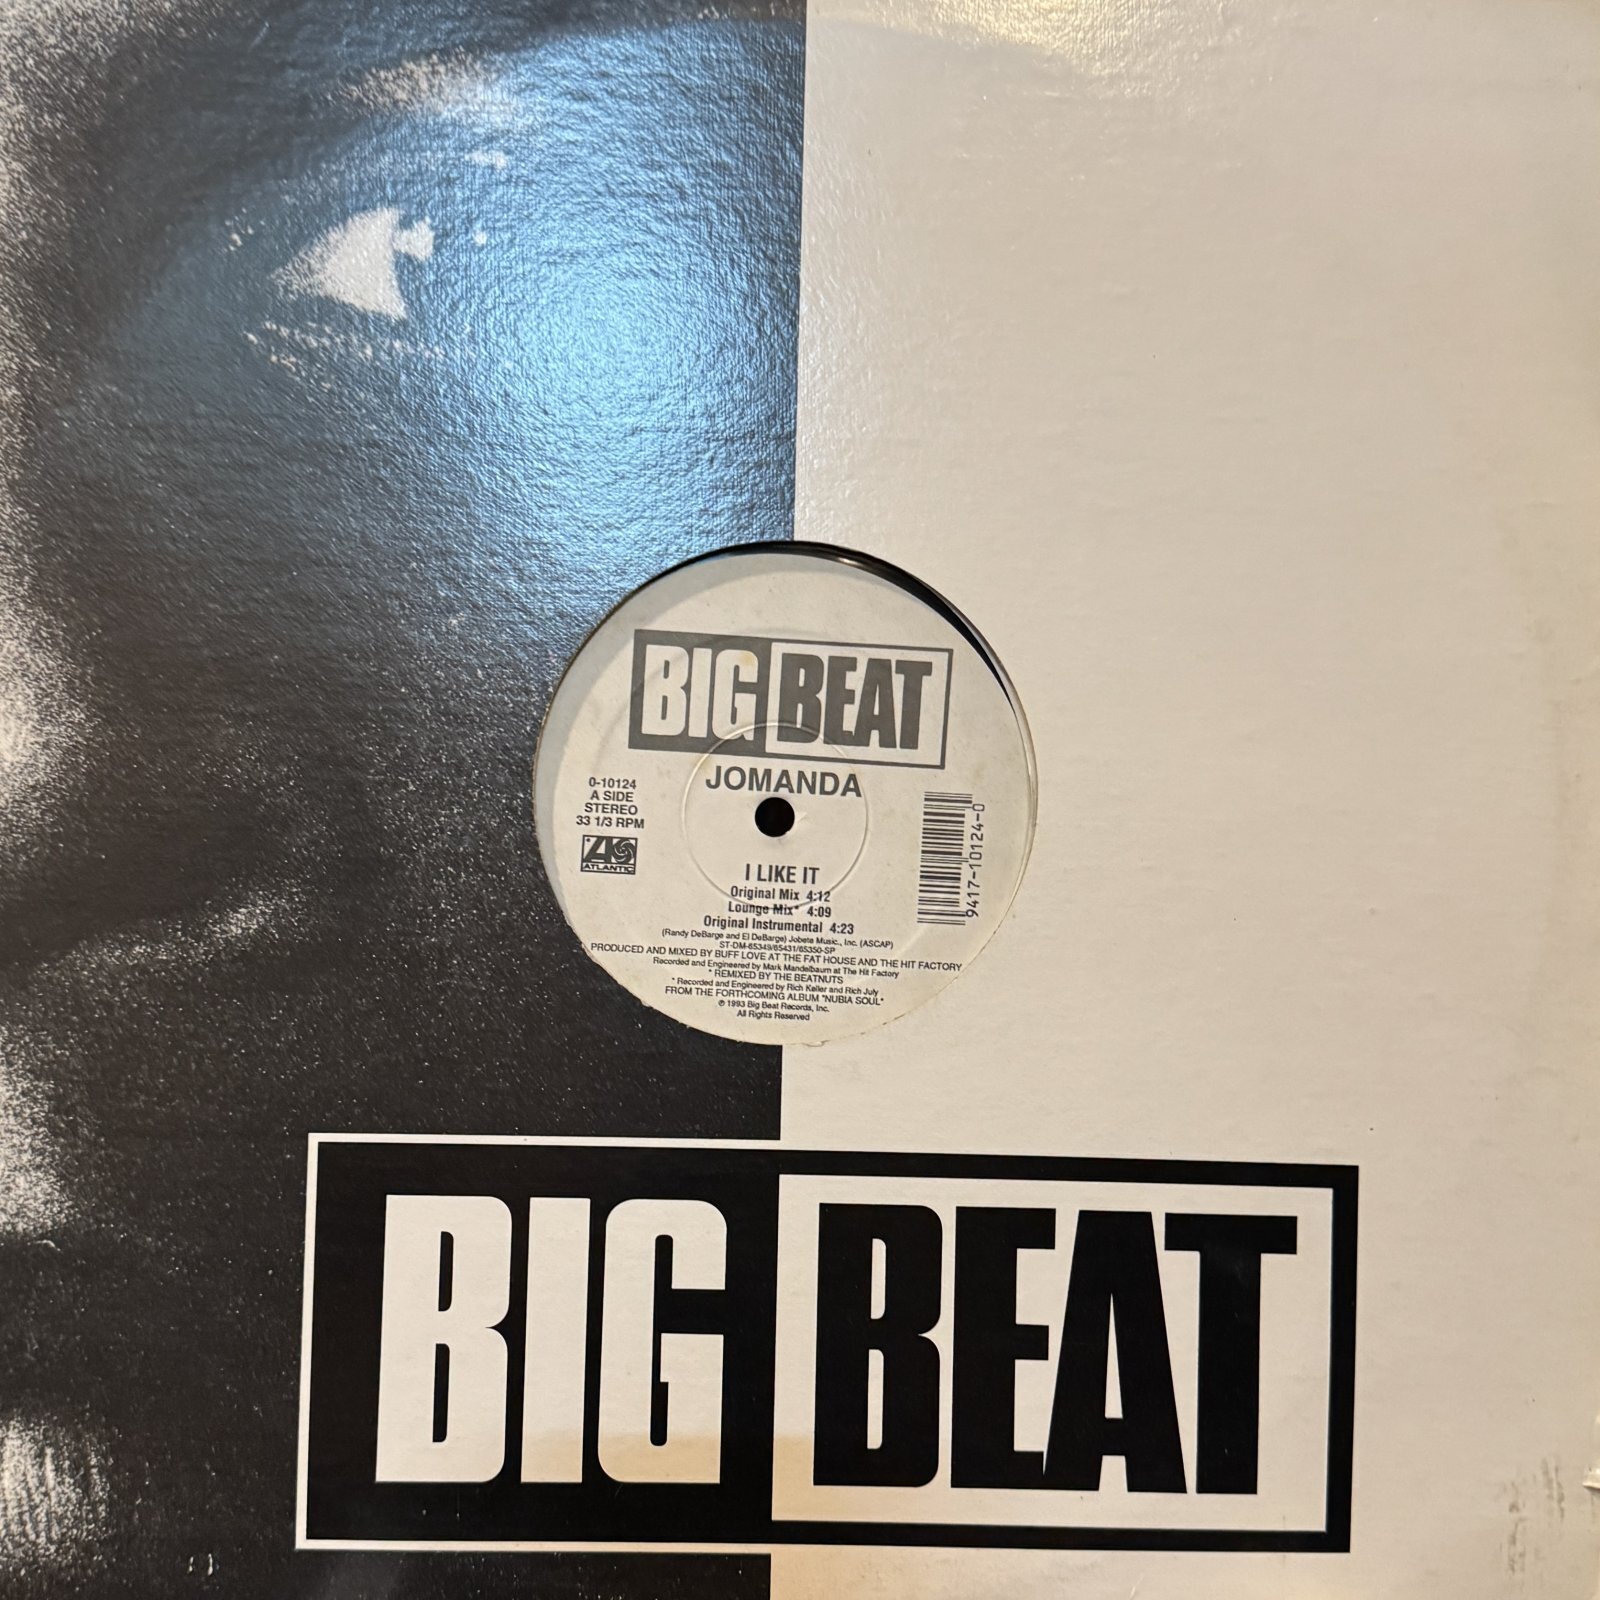 BIG BEAT
JOMANDA
0-10124
A SIDE
STEREO
33 1/3 RPM
ATLANTIC
9417-10124-0
I LIKE IT
Original Mix 4:12
Lounge Mix* 4:09
Original Instrumental 4:23
(Randy DeBarge and El DeBarge) Jobete Music., Inc. (ASCAP)
ST-DM-65349/65431/65350-SP
PRODUCED AND MIXED BY BUFF LOVE AT THE FAT HOUSE AND THE HIT FACTORY
Recorded and Engineered by Mark Mandelbaum at The Hit Factory
* REMIXED BY THE BEATNUTS
* Recorded and Engineered by Rich Keller and Rich July
FROM THE FORTHCOMING ALBUM "NUBIA SOUL"
℗ 1993 Big Beat Records, Inc.
All Rights Reserved
BIG BEAT